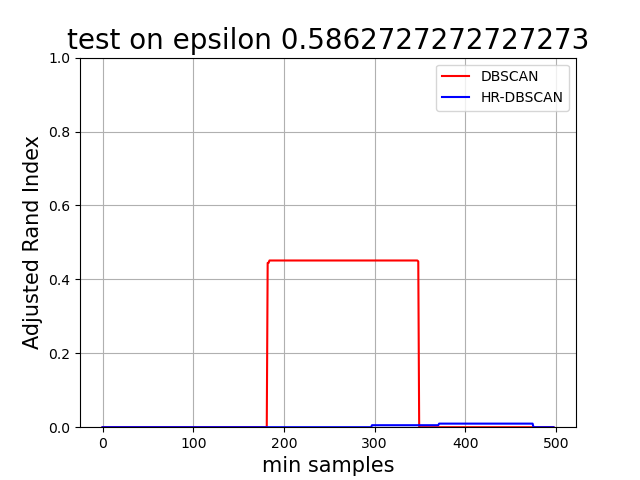 test on epsilon 0.5862727272727273
DBSCAN
HR-DBSCAN
Adjusted Rand Index
1.0
0.8
0.6
0.4
0.2
0.0
0 100 200 300 400 500
min samples